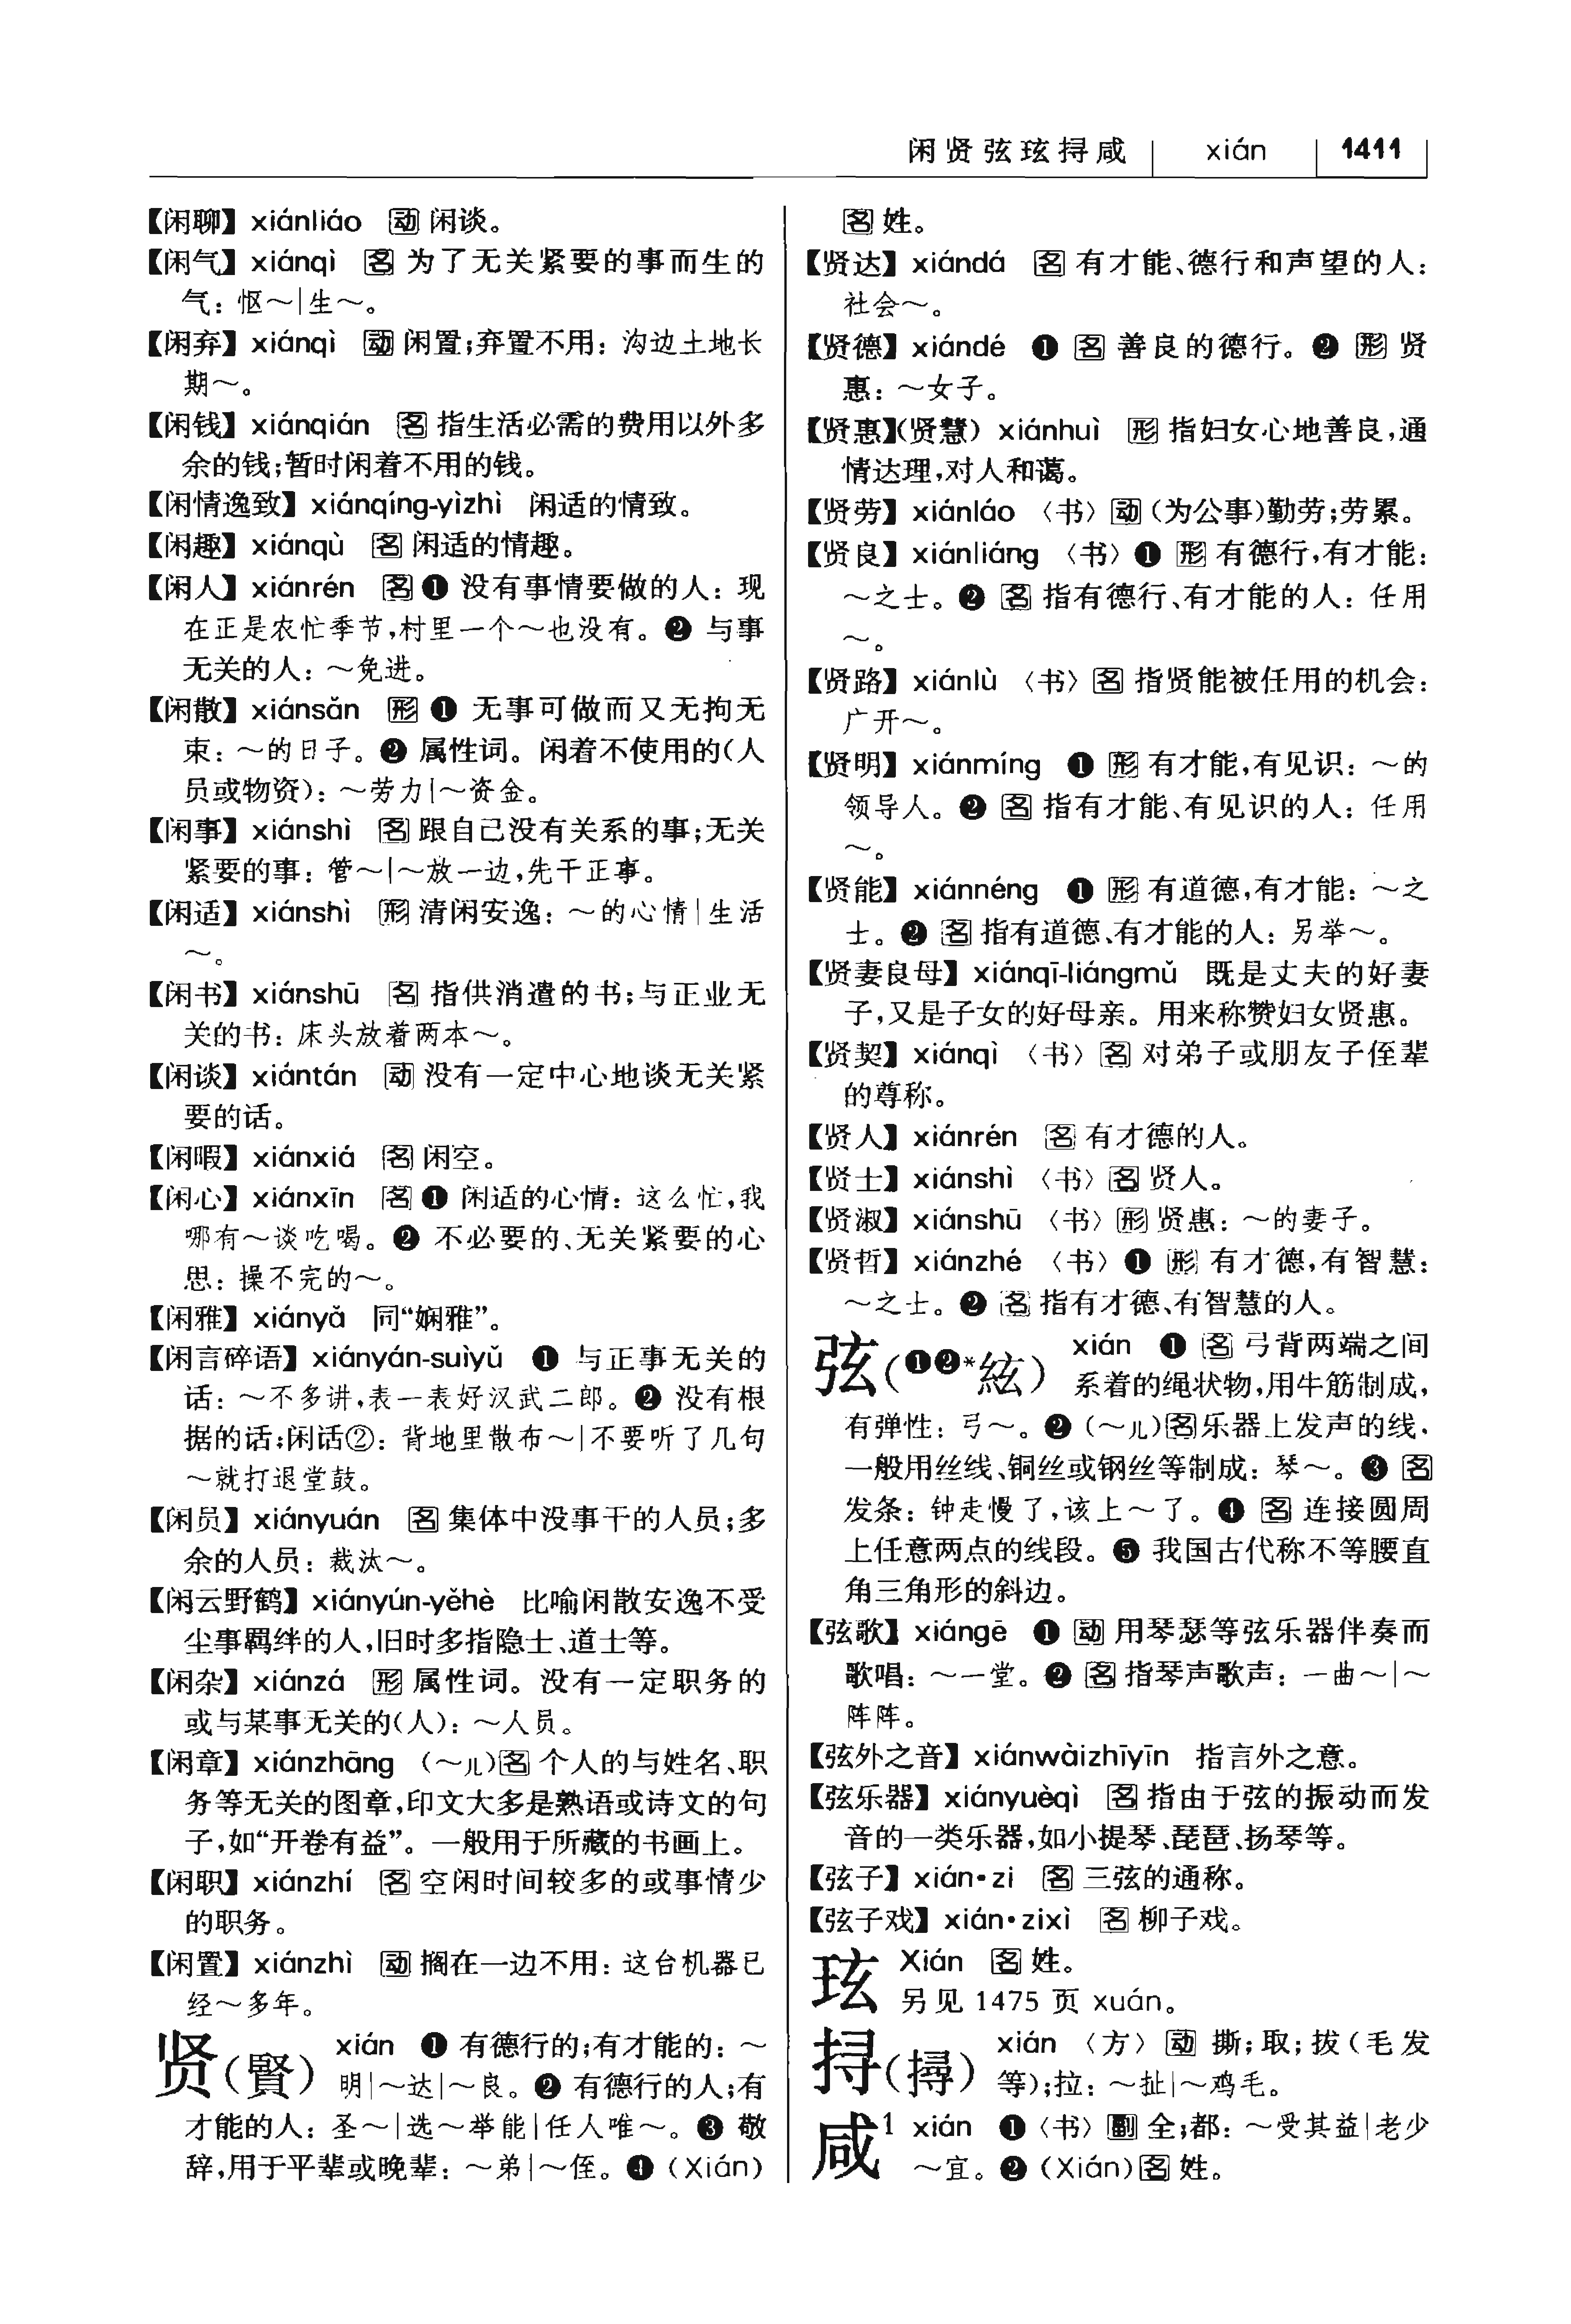 闲贤弦玹挦咸 xián 1411
【闲聊】 xiánliáo 动 闲谈。
【闲气】 xiánqì 名 为了无关紧要的事而生的
气：怄～|生～。
【闲弃】 xiánqì 动 闲置；弃置不用：沟边土地长
期～。
【闲钱】 xiánqián 名 指生活必需的费用以外多
余的钱；暂时闲着不用的钱。
【闲情逸致】 xiánqíng-yìzhì 闲适的情致。
【闲趣】 xiánqù 名 闲适的情趣。
【闲人】 xiánrén 名 ❶ 没有事情要做的人：现
在正是农忙季节，村里一个～也没有。❷ 与事
无关的人：～免进。
【闲散】 xiánsǎn 形 ❶ 无事可做而又无拘无
束：～的日子。❷ 属性词。闲着不使用的（人
员或物资）：～劳力|～资金。
【闲事】 xiánshì 名 跟自己没有关系的事；无关
紧要的事：管～|～放一边，先干正事。
【闲适】 xiánshì 形 清闲安逸：～的心情|生活
～。
【闲书】 xiánshū 名 指供消遣的书；与正业无
关的书：床头放着两本～。
【闲谈】 xiántán 动 没有一定中心地谈无关紧
要的话。
【闲暇】 xiánxiá 名 闲空。
【闲心】 xiánxīn 名 ❶ 闲适的心情：这么忙，我
哪有～谈吃喝。❷ 不必要的、无关紧要的心
思：操不完的～。
【闲雅】 xiányǎ 同“娴雅”。
【闲言碎语】 xiányán-suìyǔ ❶ 与正事无关的
话：～不多讲，表一表好汉武二郎。❷ 没有根
据的话；闲话②：背地里散布～|不要听了几句
～就打退堂鼓。
【闲员】 xiányuán 名 集体中没事干的人员；多
余的人员：裁汰～。
【闲云野鹤】 xiányún-yěhè 比喻闲散安逸不受
尘事羁绊的人，旧时多指隐士、道士等。
【闲杂】 xiánzá 形 属性词。没有一定职务的
或与某事无关的（人）：～人员。
【闲章】 xiánzhāng （～儿）名 个人的与姓名、职
务等无关的图章，印文大多是熟语或诗文的句
子，如“开卷有益”。一般用于所藏的书画上。
【闲职】 xiánzhí 名 空闲时间较多的或事情少
的职务。
【闲置】 xiánzhì 动 搁在一边不用：这台机器已
经～多年。
贤（賢） xián ❶ 有德行的；有才能的：～
明|～达|～良。❷ 有德行的人；有
才能的人：圣～|选～举能|任人唯～。❸ 敬
辞，用于平辈或晚辈：～弟|～侄。❹（Xián）
名 姓。
【贤达】 xiándá 名 有才能、德行和声望的人：
社会～。
【贤德】 xiándé ❶ 名 善良的德行。❷ 形 贤
惠：～女子。
【贤惠】（贤慧） xiánhuì 形 指妇女心地善良，通
情达理，对人和蔼。
【贤劳】 xiánláo 〈书〉动（为公事）勤劳；劳累。
【贤良】 xiánliáng 〈书〉❶ 形 有德行，有才能：
～之士。❷ 名 指有德行、有才能的人：任用
～。
【贤路】 xiánlù 〈书〉名 指贤能被任用的机会：
广开～。
【贤明】 xiánmíng ❶ 形 有才能，有见识：～的
领导人。❷ 名 指有才能、有见识的人：任用
～。
【贤能】 xiánnéng ❶ 形 有道德，有才能：～之
士。❷ 名 指有道德、有才能的人：另举～。
【贤妻良母】 xiánqī-liángmǔ 既是丈夫的好妻
子，又是子女的好母亲。用来称赞妇女贤惠。
【贤契】 xiánqì 〈书〉名 对弟子或朋友子侄辈
的尊称。
【贤人】 xiánrén 名 有才德的人。
【贤士】 xiánshì 〈书〉名 贤人。
【贤淑】 xiánshū 〈书〉形 贤惠：～的妻子。
【贤哲】 xiánzhé 〈书〉❶ 形 有才德，有智慧：
～之士。❷ 名 指有才德、有智慧的人。
弦（❶❷*絃） xián ❶ 名 弓背两端之间
系着的绳状物，用牛筋制成，
有弹性：弓～。❷（～儿）名 乐器上发声的线，
一般用丝线、铜丝或钢丝等制成：琴～。❸ 名
发条：钟走慢了，该上～了。❹ 名 连接圆周
上任意两点的线段。❺ 我国古代称不等腰直
角三角形的斜边。
【弦歌】 xiángē ❶ 动 用琴瑟等弦乐器伴奏而
歌唱：～一堂。❷ 名 指琴声歌声：一曲～|～
阵阵。
【弦外之音】 xiánwàizhīyīn 指言外之意。
【弦乐器】 xiányuèqì 名 指由于弦的振动而发
音的一类乐器，如小提琴、琵琶、扬琴等。
【弦子】 xián•zi 名 三弦的通称。
【弦子戏】 xián•zixì 名 柳子戏。
玹 Xián 名 姓。
另见 1475 页 xuán。
挦（撏） xián 〈方〉动 撕；取；拔（毛发
等）；拉：～扯|～鸡毛。
咸¹ xián ❶〈书〉副 全；都：～受其益|老少
～宜。❷（Xián）名 姓。